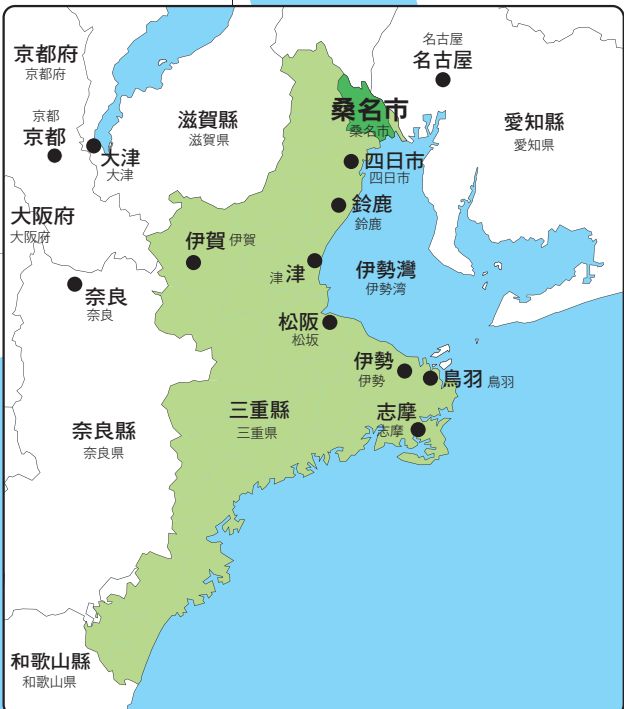 京都府
京都府
名古屋
名古屋
京都
京都
大津
大津
滋賀縣
滋賀県
桑名市
桑名市
愛知縣
愛知県
四日市
四日市
大阪府
大阪府
鈴鹿
鈴鹿
伊賀 伊賀
津 津
伊勢灣
伊勢湾
奈良
奈良
松阪
松坂
伊勢
伊勢
鳥羽 鳥羽
三重縣
三重県
志摩
志摩
奈良縣
奈良県
和歌山縣
和歌山県